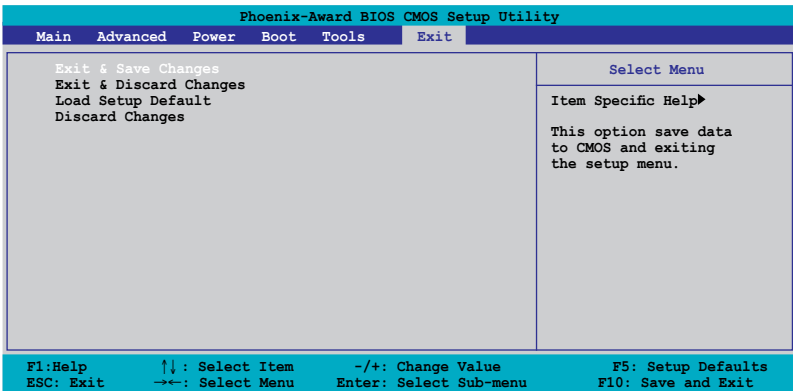 Phoenix-Award BIOS CMOS Setup Utility
Main Advanced Power Boot Tools Exit
Exit & Save Changes
Exit & Discard Changes
Load Setup Default
Discard Changes
Select Menu
Item Specific Help▶
This option save data
to CMOS and exiting
the setup menu.
F1:Help ↑↓: Select Item -/+: Change Value F5: Setup Defaults
ESC: Exit →←: Select Menu Enter: Select Sub-menu F10: Save and Exit